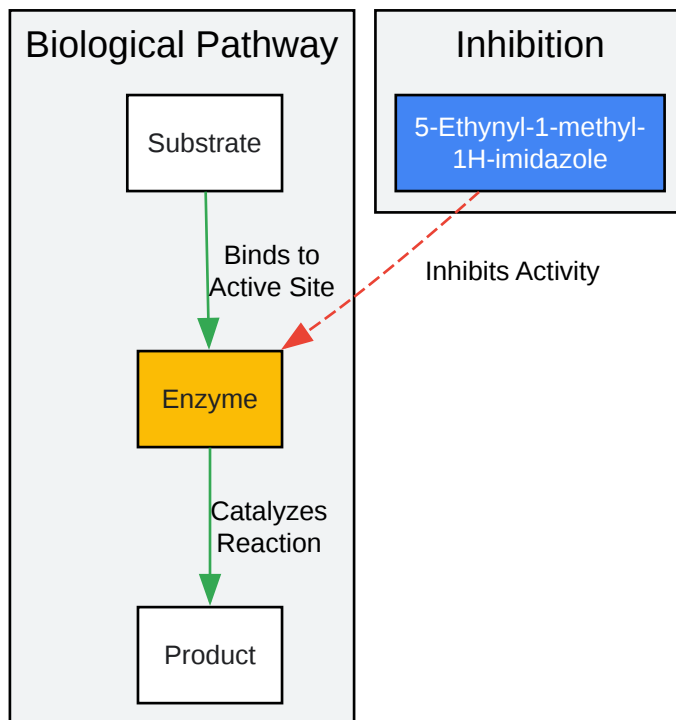 Biological Pathway
Substrate
Binds to
Active Site
Enzyme
Catalyzes
Reaction
Product
Inhibition
5-Ethynyl-1-methyl-
1H-imidazole
Inhibits Activity